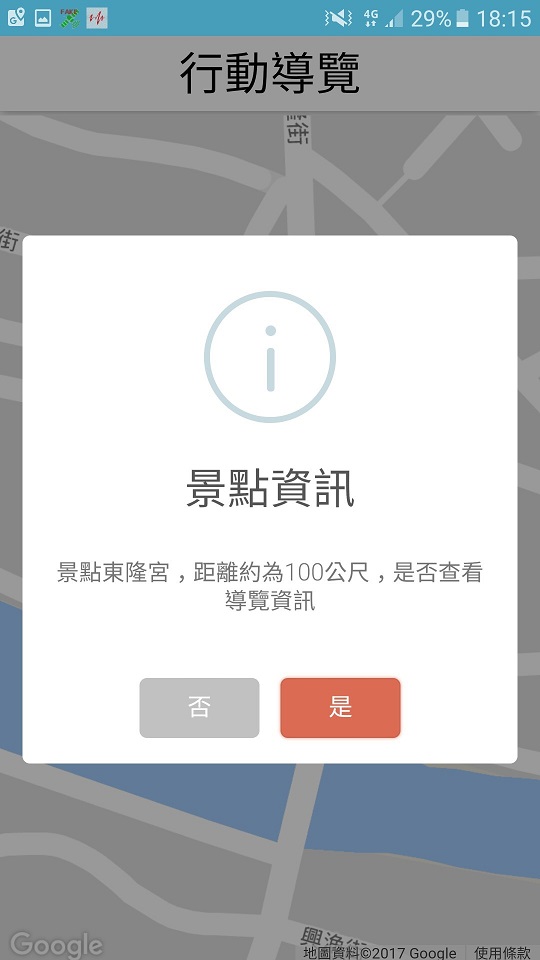 4G 29% 18:15
行動導覽
街
街
景點資訊
景點東隆宮，距離約為100公尺，是否查看
導覽資訊
否 是
興漁街
Google 地圖資料©2017 Google 使用條款